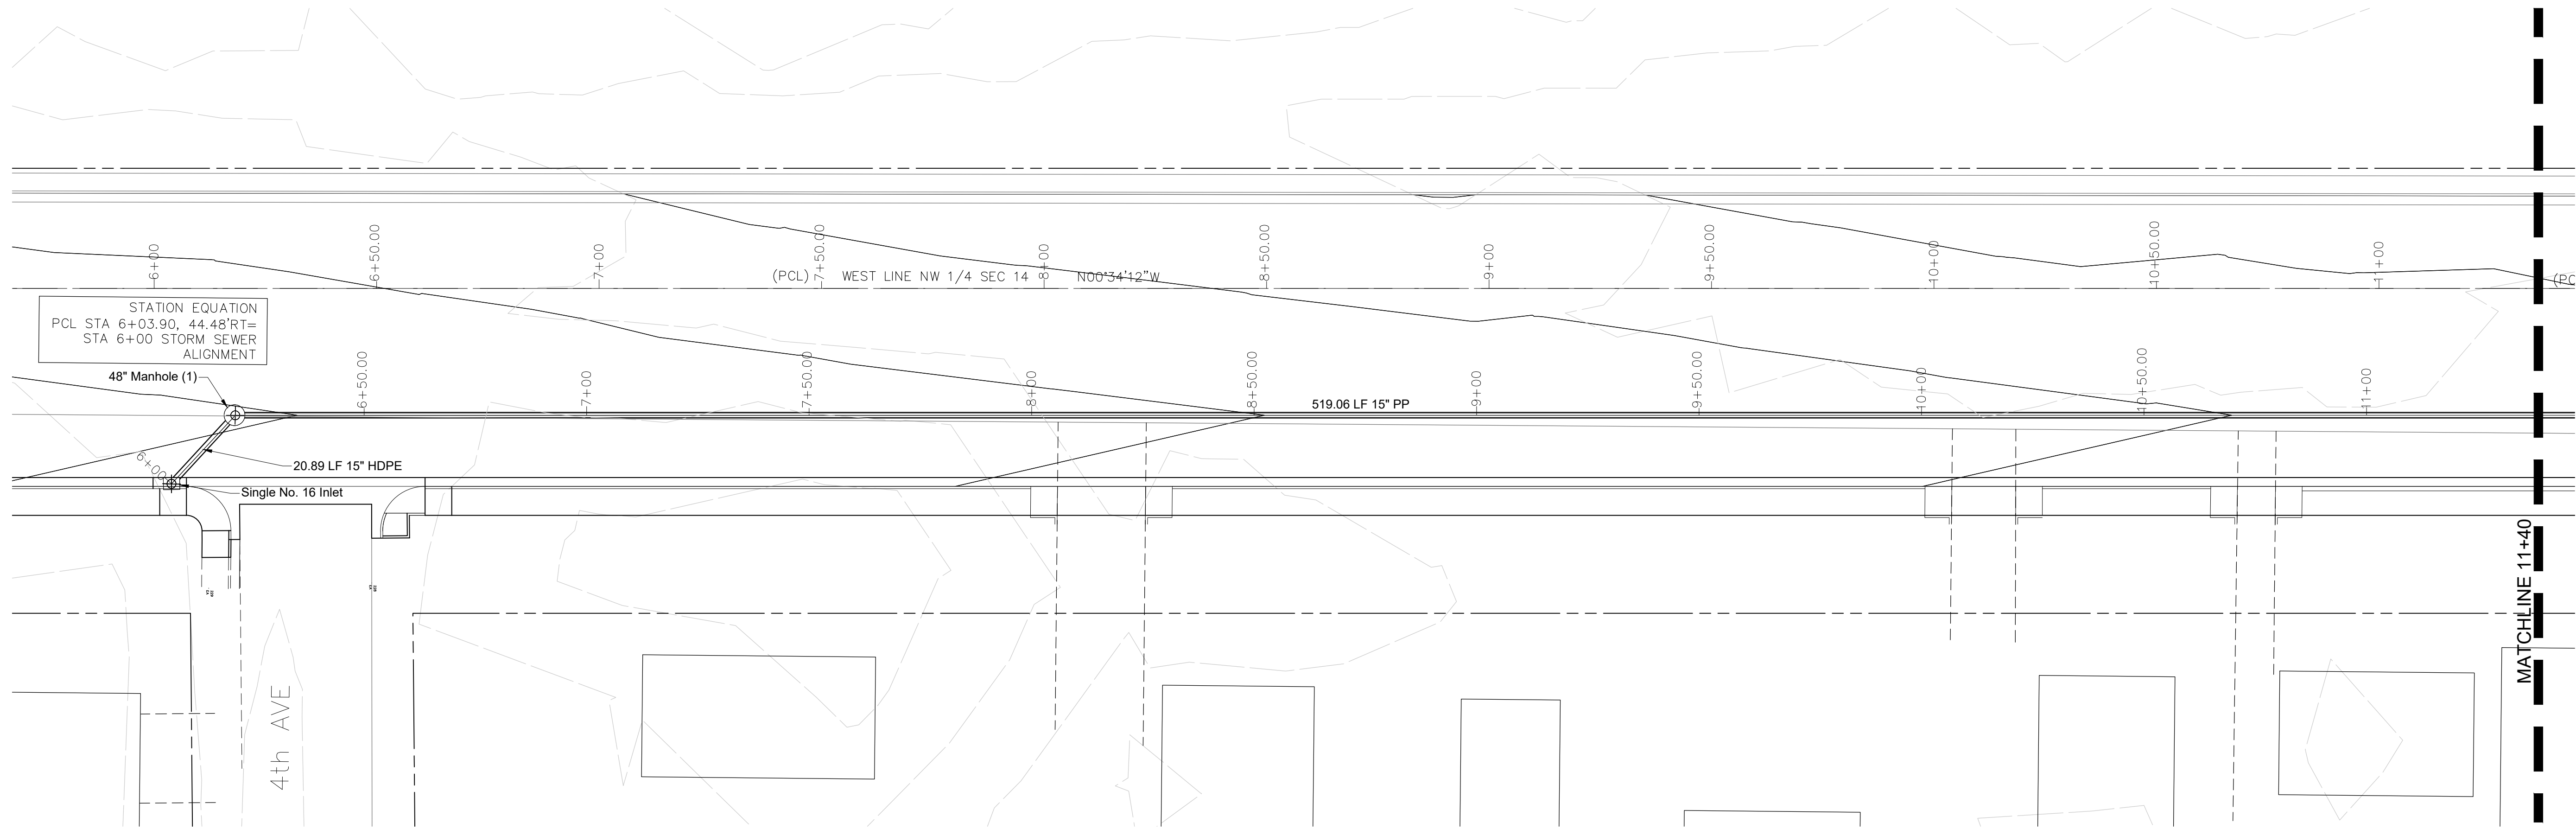 6+00
6+50.00
7+00
7+50.00
8+00
8+50.00
9+00
9+50.00
10+00
10+50.00
11+00
(PCL) WEST LINE NW 1/4 SEC 14 N00°34'12"W
(PC
STATION EQUATION
PCL STA 6+03.90, 44.48'RT=
STA 6+00 STORM SEWER
ALIGNMENT
48" Manhole (1)
6+50.00
7+00
7+50.00
8+00
8+50.00
9+00
9+50.00
10+00
10+50.00
11+00
519.06 LF 15" PP
6+00
20.89 LF 15" HDPE
Single No. 16 Inlet
4th AVE
MATCHLINE 11+40